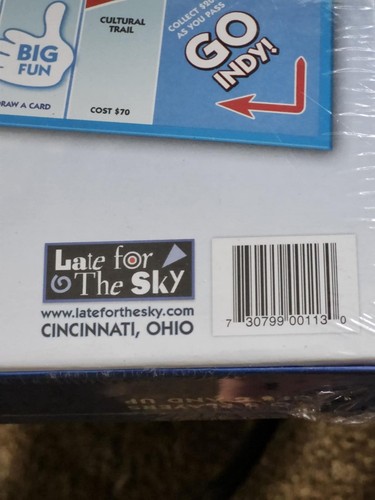 CULTURAL
TRAIL
COLLECT $20
AS YOU PASS
GO
INDY!
BIG
FUN
RAW A CARD
COST $70
Late for
The Sky
www.lateforthesky.com
CINCINNATI, OHIO
7 30799 00113 0